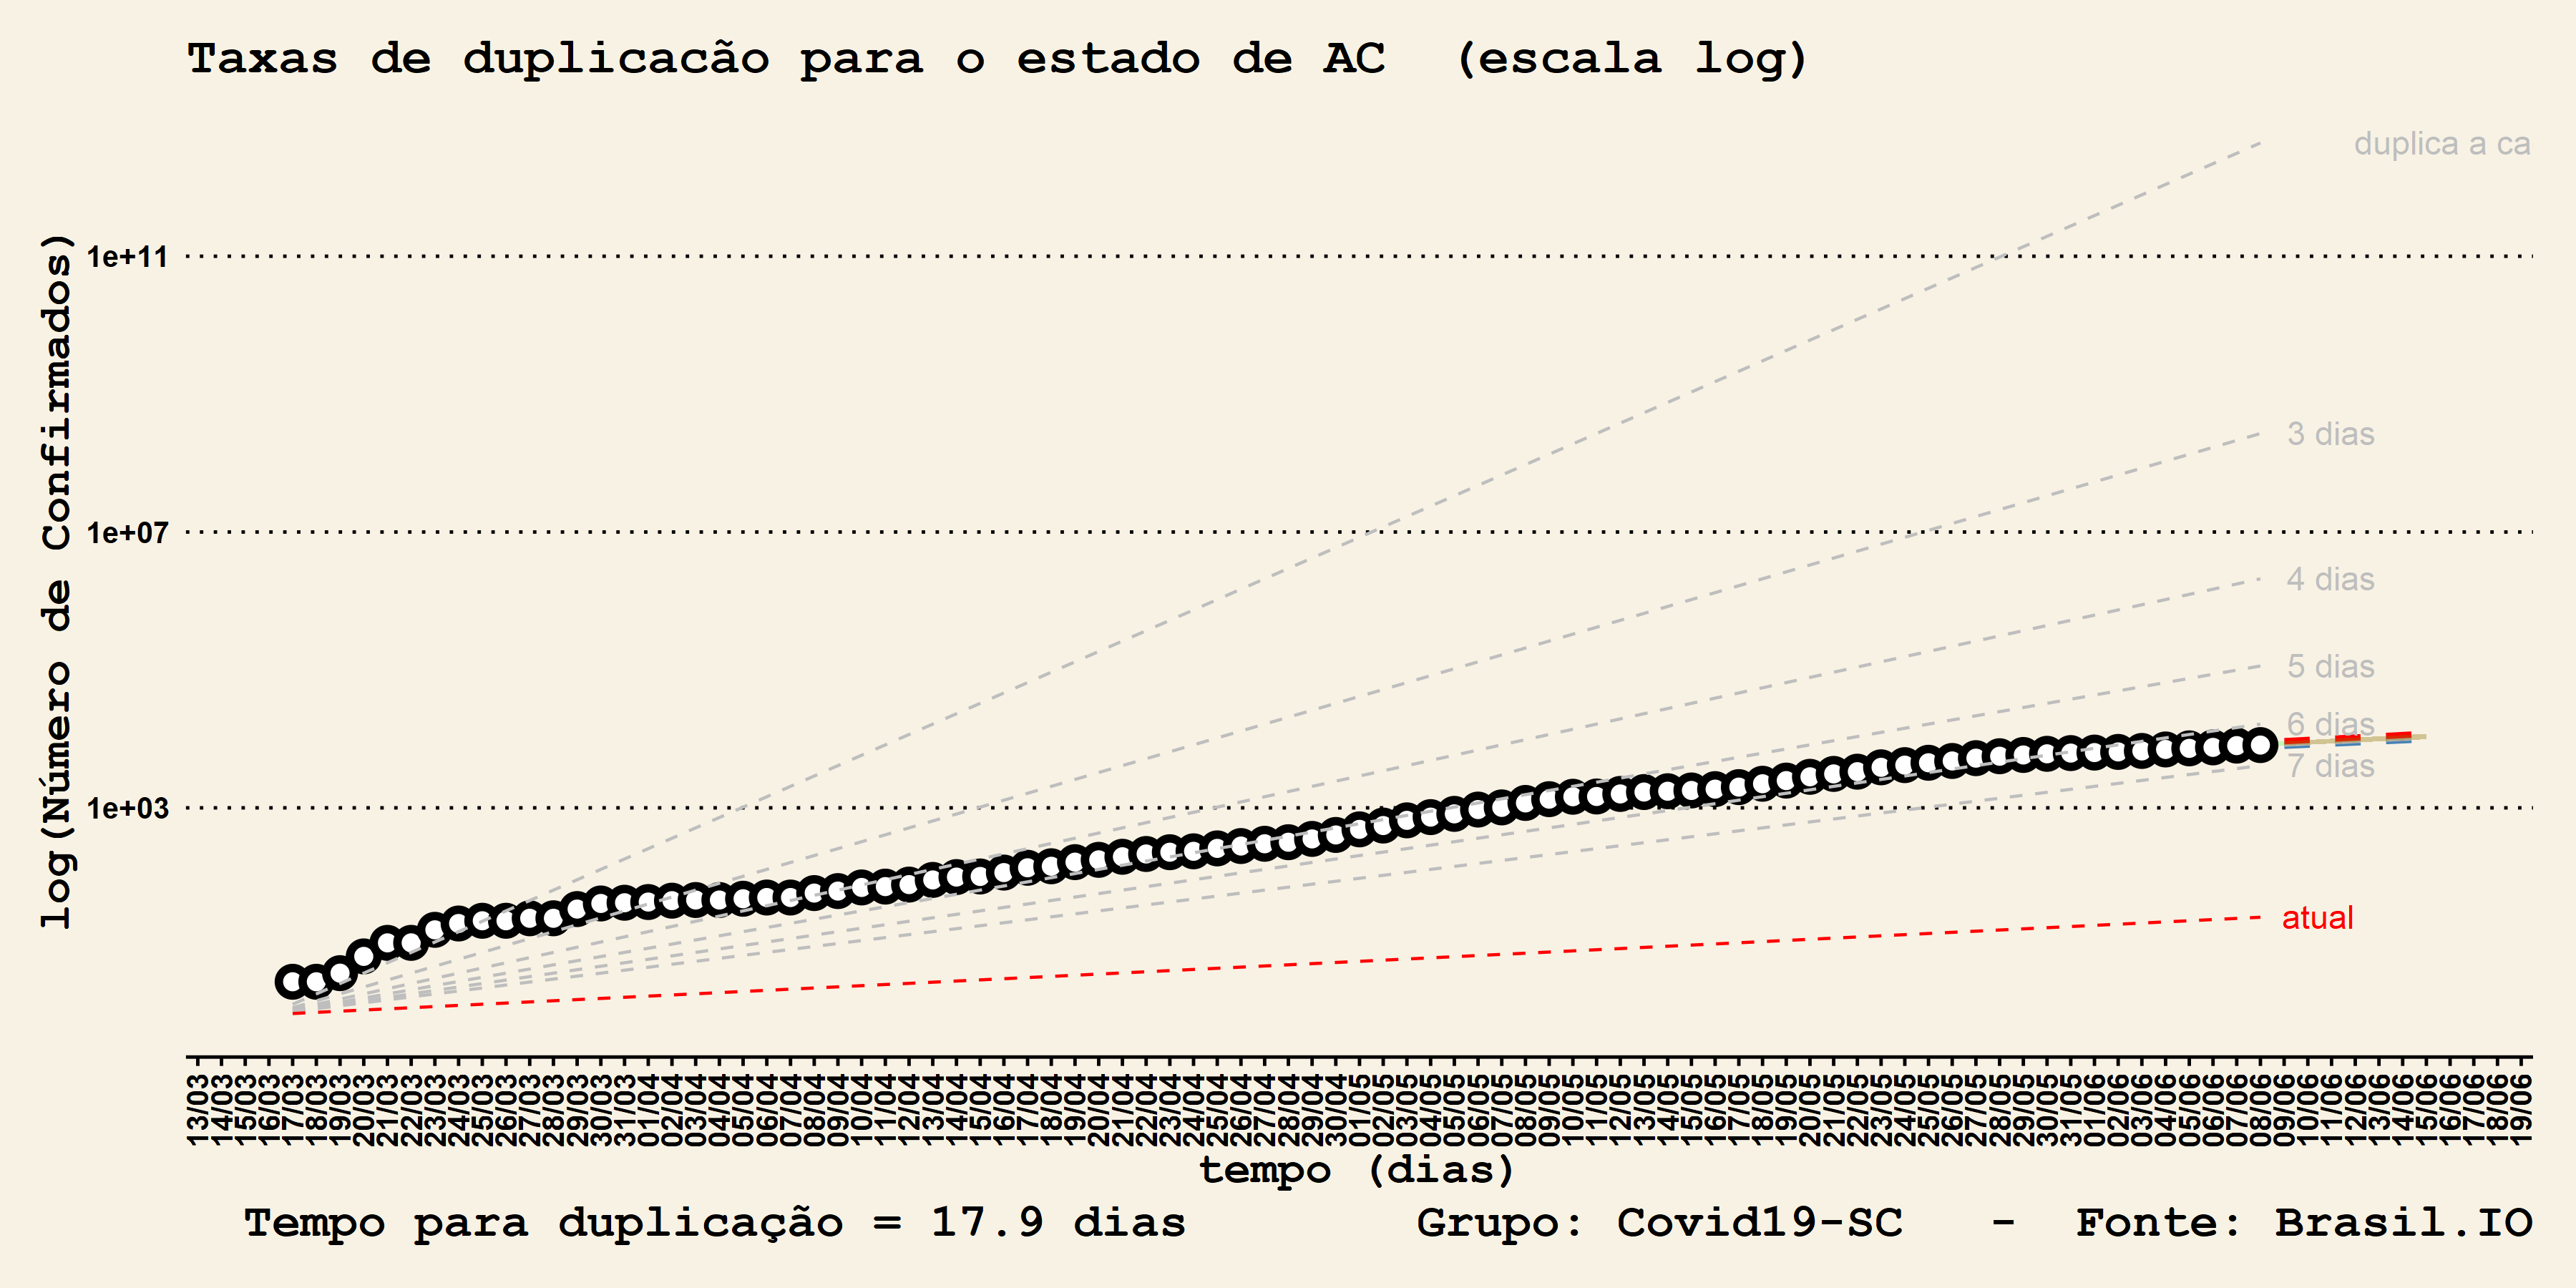 Taxas de duplicacão para o estado de AC  (escala log)
log(Número de Confirmados)
1e+11
1e+07
1e+03
duplica a ca
3 dias
4 dias
5 dias
6 dias
7 dias
atual
13/03 14/03 15/03 16/03 17/03 18/03 19/03 20/03 21/03 22/03 23/03 24/03 25/03 26/03 27/03 28/03 29/03 30/03 31/03 01/04 02/04 03/04 04/04 05/04 06/04 07/04 08/04 09/04 10/04 11/04 12/04 13/04 14/04 15/04 16/04 17/04 18/04 19/04 20/04 21/04 22/04 23/04 24/04 25/04 26/04 27/04 28/04 29/04 30/04 01/05 02/05 03/05 04/05 05/05 06/05 07/05 08/05 09/05 10/05 11/05 12/05 13/05 14/05 15/05 16/05 17/05 18/05 19/05 20/05 21/05 22/05 23/05 24/05 25/05 26/05 27/05 28/05 29/05 30/05 31/05 01/06 02/06 03/06 04/06 05/06 06/06 07/06 08/06 09/06 10/06 11/06 12/06 13/06 14/06 15/06 16/06 17/06 18/06 19/06
tempo (dias)
Tempo para duplicação = 17.9 dias Grupo: Covid19-SC - Fonte: Brasil.IO